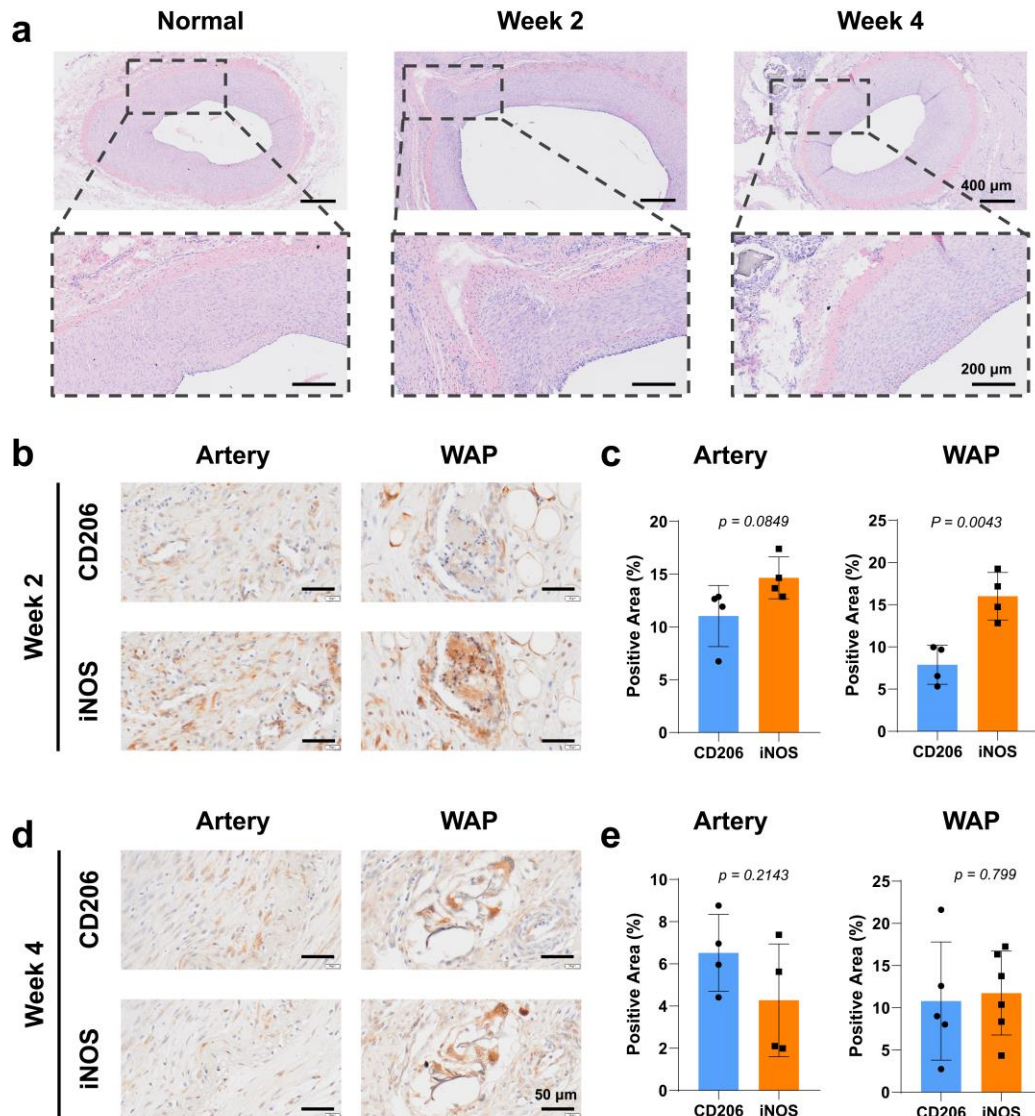 a
Normal
Week 2
Week 4
400 µm
200 µm
b
Artery
WAP
Week 2
CD206
iNOS
c
Artery
WAP
Positive Area (%)
20
15
10
5
0
p = 0.0849
CD206
iNOS
Positive Area (%)
25
20
15
10
5
0
P = 0.0043
CD206
iNOS
d
Artery
WAP
Week 4
CD206
iNOS
50 µm
e
Artery
WAP
Positive Area (%)
10
8
6
4
2
0
p = 0.2143
CD206
iNOS
Positive Area (%)
25
20
15
10
5
0
p = 0.799
CD206
iNOS